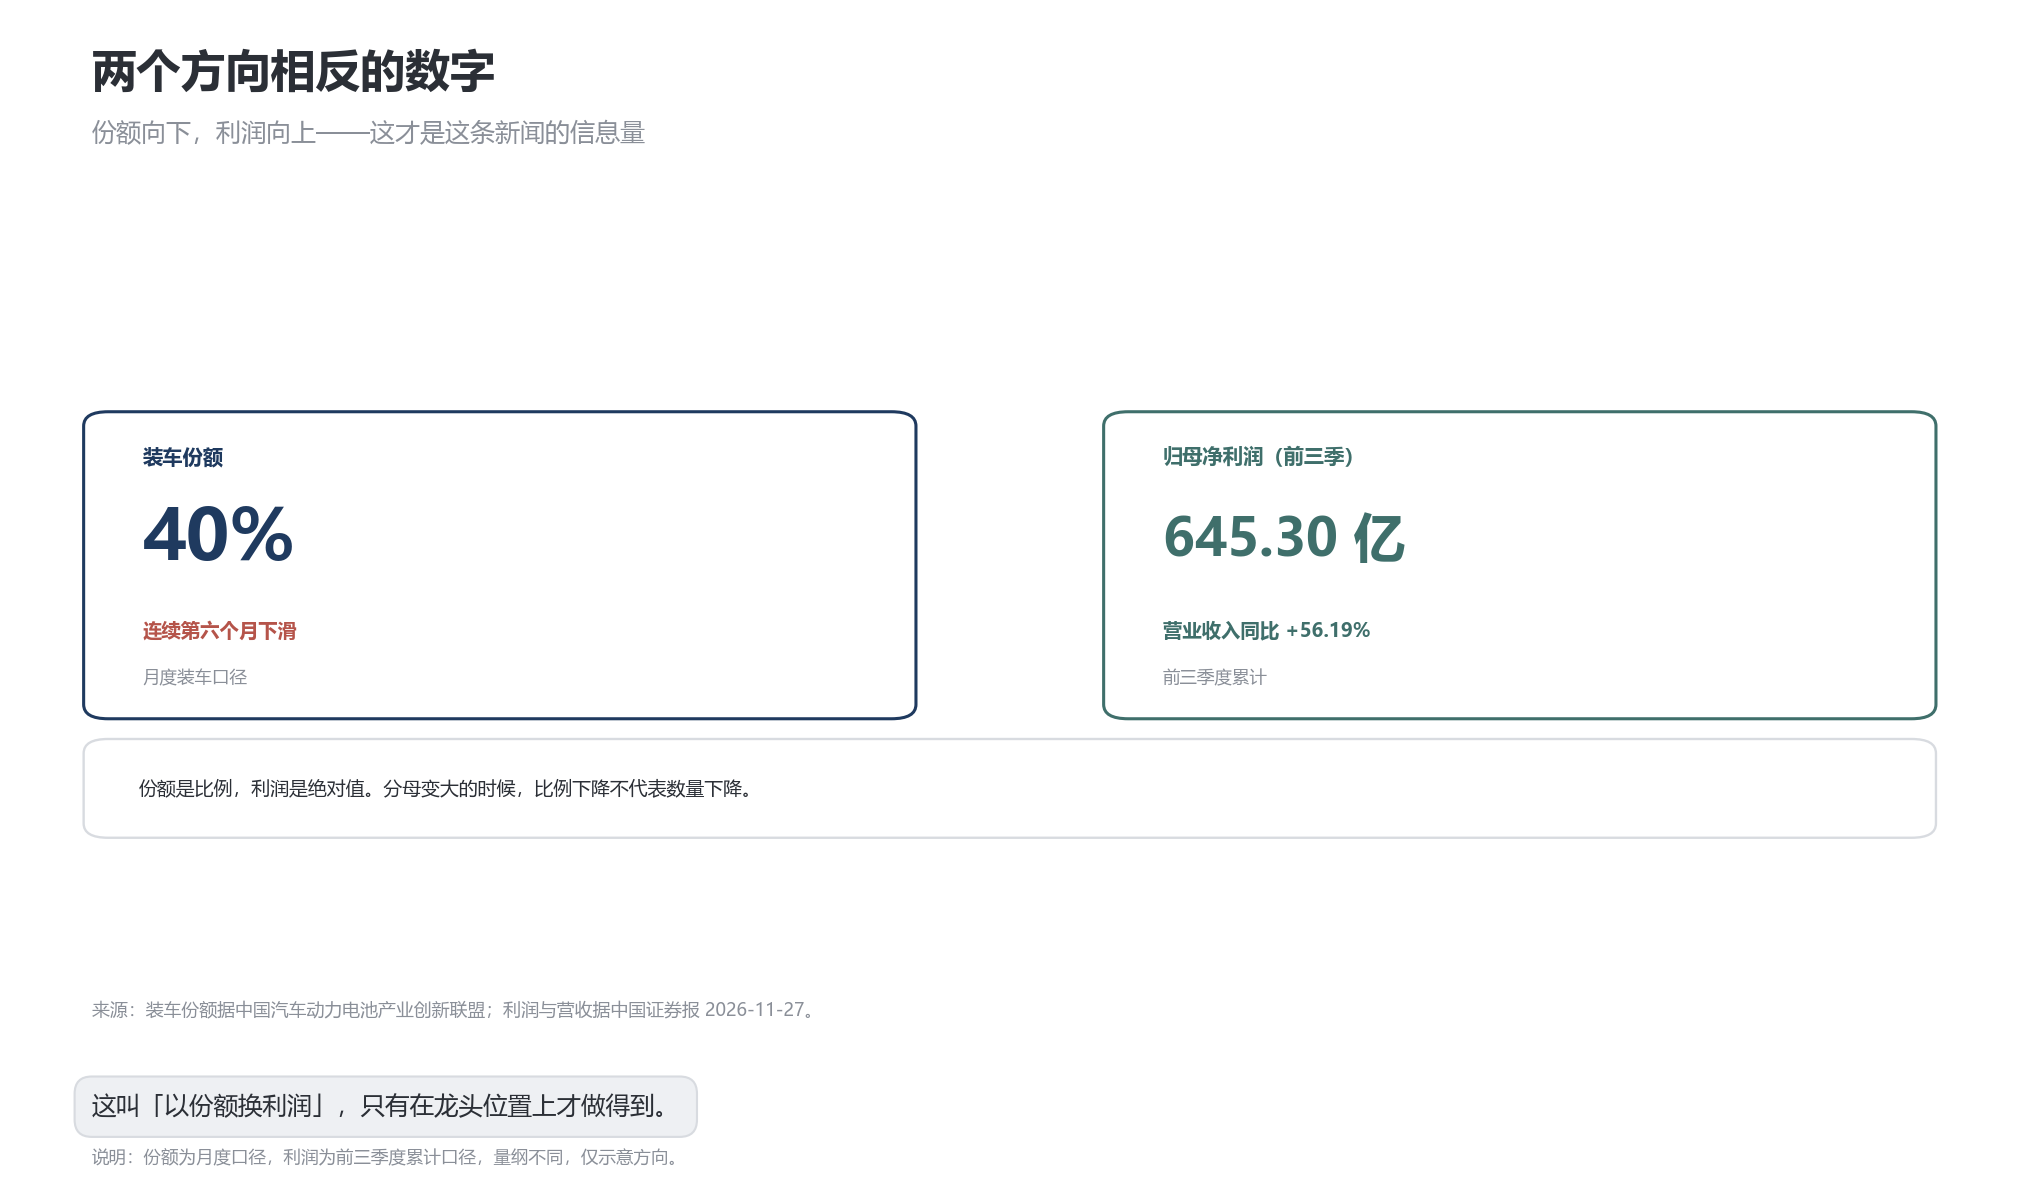 两个方向相反的数字
份额向下，利润向上——这才是这条新闻的信息量
装车份额
40%
连续第六个月下滑
月度装车口径
归母净利润（前三季）
645.30 亿
营业收入同比 +56.19%
前三季度累计
份额是比例，利润是绝对值。分母变大的时候，比例下降不代表数量下降。
来源：装车份额据中国汽车动力电池产业创新联盟；利润与营收据中国证券报 2026-11-27。
这叫「以份额换利润」，只有在龙头位置上才做得到。
说明：份额为月度口径，利润为前三季度累计口径，量纲不同，仅示意方向。